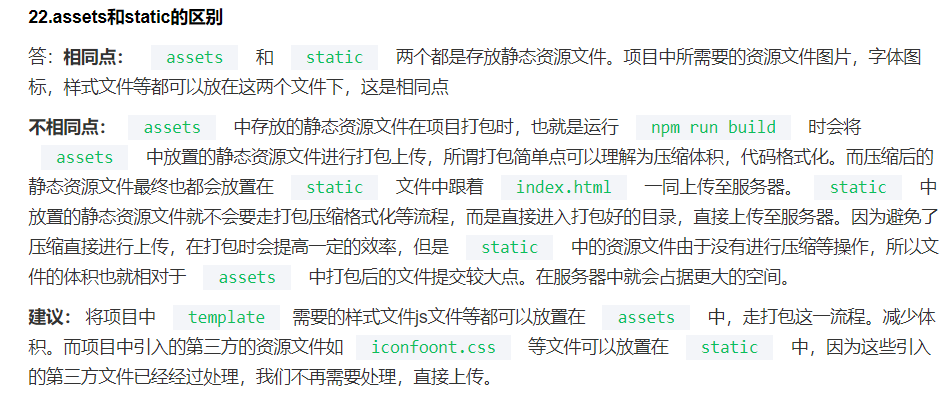 22.assets和static的区别
答：相同点： assets 和 static 两个都是存放静态资源文件。项目中所需要的资源文件图片，字体图
标，样式文件等都可以放在这两个文件下，这是相同点
不相同点： assets 中存放的静态资源文件在项目打包时，也就是运行 npm run build 时会将
assets 中放置的静态资源文件进行打包上传，所谓打包简单点可以理解为压缩体积，代码格式化。而压缩后的
静态资源文件最终也都会放置在 static 文件中跟着 index.html 一同上传至服务器。 static 中
放置的静态资源文件就不会要走打包压缩格式化等流程，而是直接进入打包好的目录，直接上传至服务器。因为避免了
压缩直接进行上传，在打包时会提高一定的效率，但是 static 中的资源文件由于没有进行压缩等操作，所以文
件的体积也就相对于 assets 中打包后的文件提交较大点。在服务器中就会占据更大的空间。
建议： 将项目中 template 需要的样式文件js文件等都可以放置在 assets 中，走打包这一流程。减少体
积。而项目中引入的第三方的资源文件如 iconfoont.css 等文件可以放置在 static 中，因为这些引入
的第三方文件已经经过处理，我们不再需要处理，直接上传。